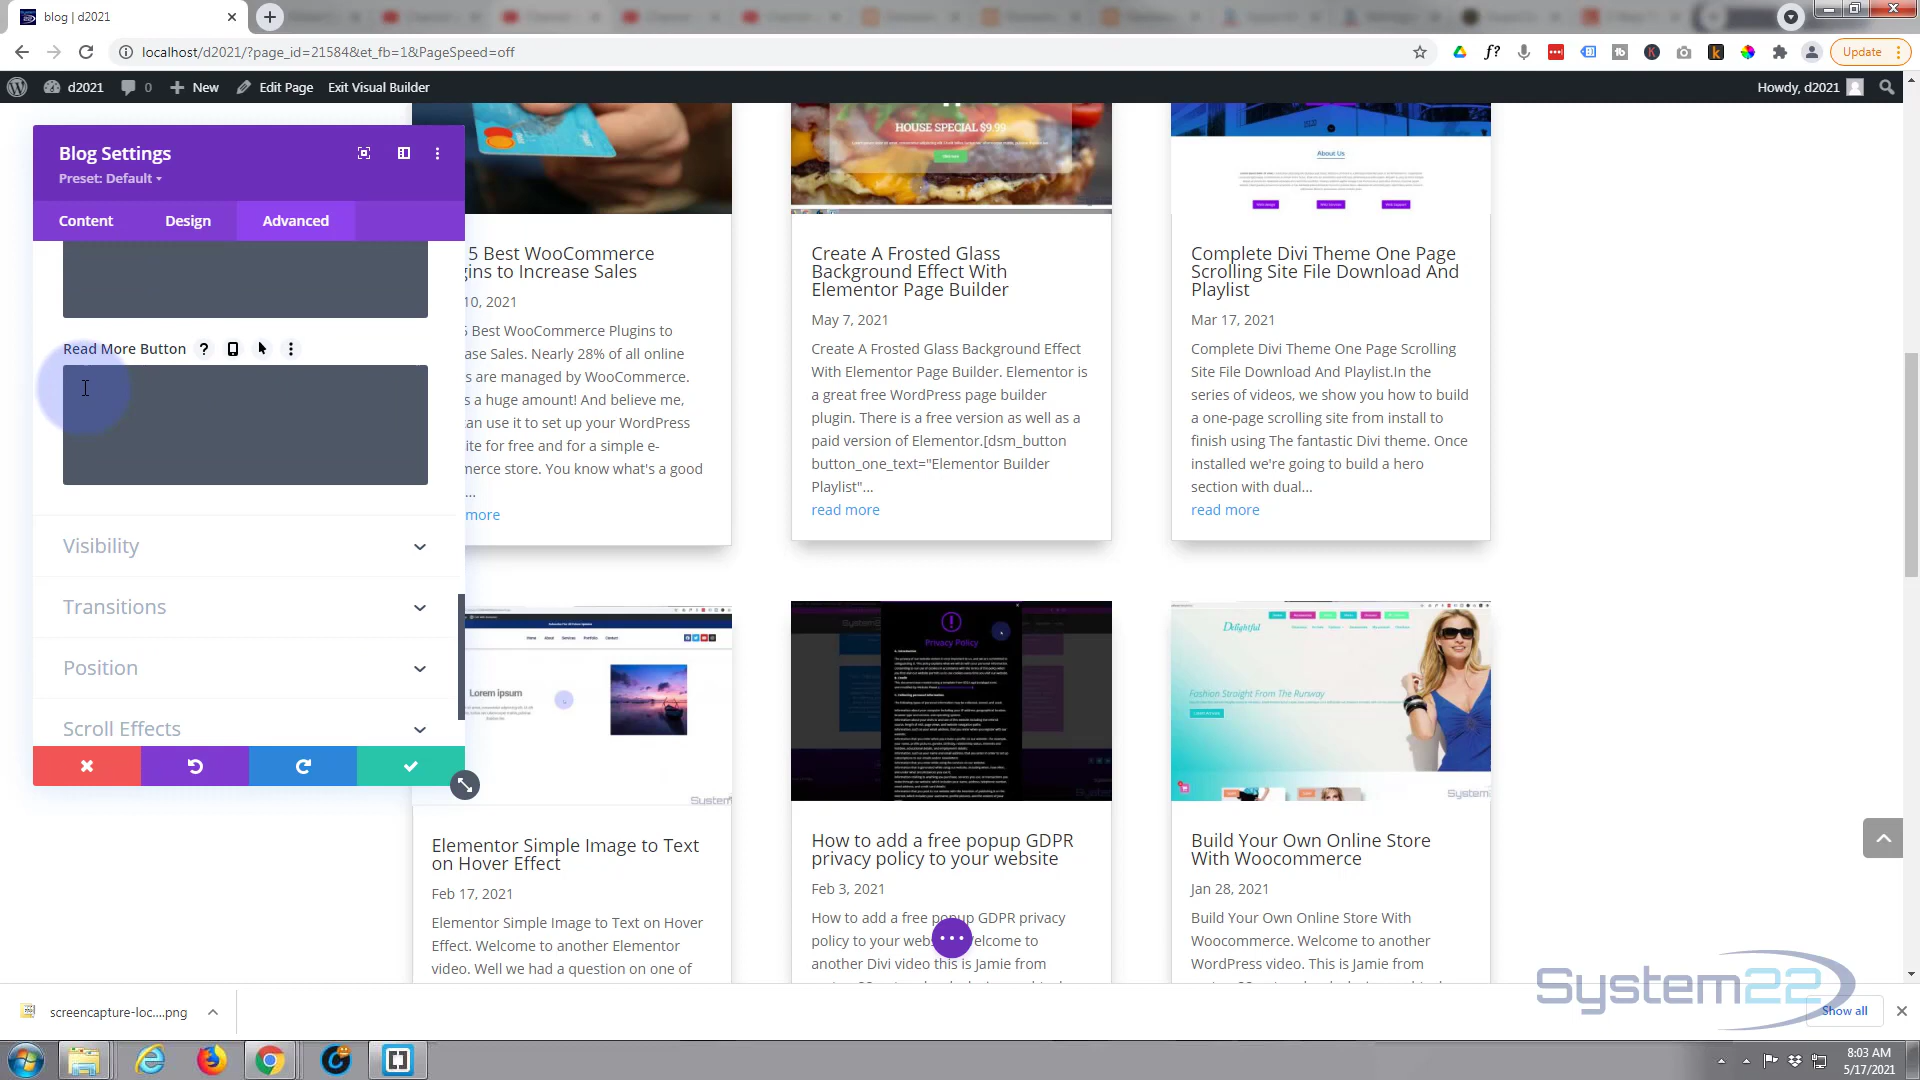 blog | d2021
localhost/d2021/?page_id=21584&et_fb=1&PageSpeed=off
Update
d2021
0
New
Edit Page
Exit Visual Builder
Howdy, d2021
Blog Settings
Preset: Default
Content
Design
Advanced
Read More Button
Visibility
Transitions
Position
Scroll Effects
5 Best WooCommerce
gins to Increase Sales
10, 2021
5 Best WooCommerce Plugins to
ase Sales. Nearly 28% of all online
s are managed by WooCommerce.
s a huge amount! And believe me,
an use it to set up your WordPress
ite for free and for a simple e-
merce store. You know what's a good
...
more
HOUSE SPECIAL $9.99
Create A Frosted Glass
Background Effect With
Elementor Page Builder
May 7, 2021
Create A Frosted Glass Background Effect
With Elementor Page Builder. Elementor is
a great free WordPress page builder
plugin. There is a free version as well as a
paid version of Elementor.[dsm_button
button_one_text="Elementor Builder
Playlist"...
read more
About Us
Complete Divi Theme One Page
Scrolling Site File Download And
Playlist
Mar 17, 2021
Complete Divi Theme One Page Scrolling
Site File Download And Playlist.In the
series of videos, we show you how to build
a one-page scrolling site from install to
finish using The fantastic Divi theme. Once
installed we're going to build a hero
section with dual...
read more
Lorem ipsum
System
Elementor Simple Image to Text
on Hover Effect
Feb 17, 2021
Elementor Simple Image to Text on Hover
Effect. Welcome to another Elementor
video. Well we had a question on one of
Privacy Policy
How to add a free popup GDPR
privacy policy to your website
Feb 3, 2021
How to add a free popup GDPR privacy
policy to your web elcome to
another Divi video this is Jamie from
Delightful
Fashion Straight From The Runway
System
Build Your Own Online Store
With Woocommerce
Jan 28, 2021
Build Your Own Online Store With
Woocommerce. Welcome to another
WordPress video. This is Jamie from
System22
screencapture-loc....png
Show all
8:03 AM
5/17/2021